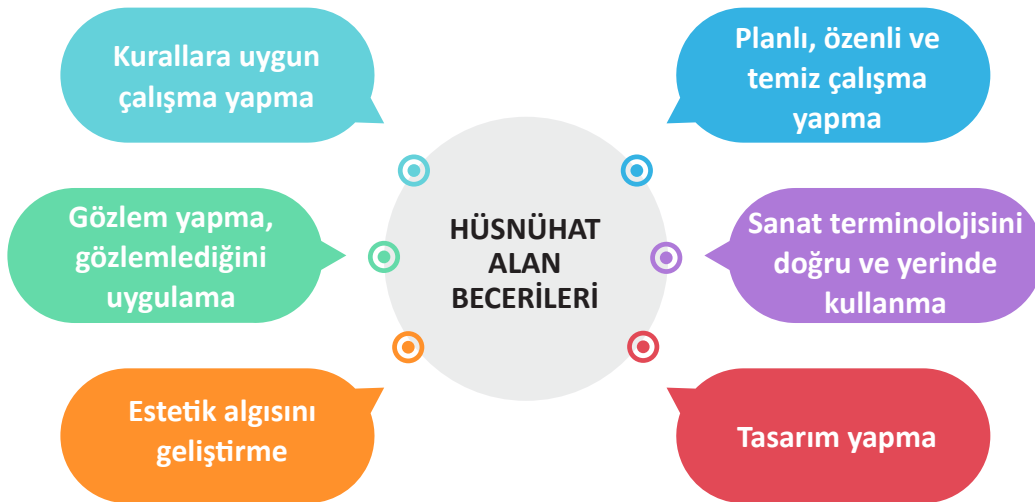 Kurallara uygun
çalışma yapma
Planlı, özenli ve
temiz çalışma
yapma
Gözlem yapma,
gözlemlediğini
uygulama
HÜSNÜHAT
ALAN
BECERİLERİ
Sanat terminolojisini
doğru ve yerinde
kullanma
Estetik algısını
geliştirme
Tasarım yapma